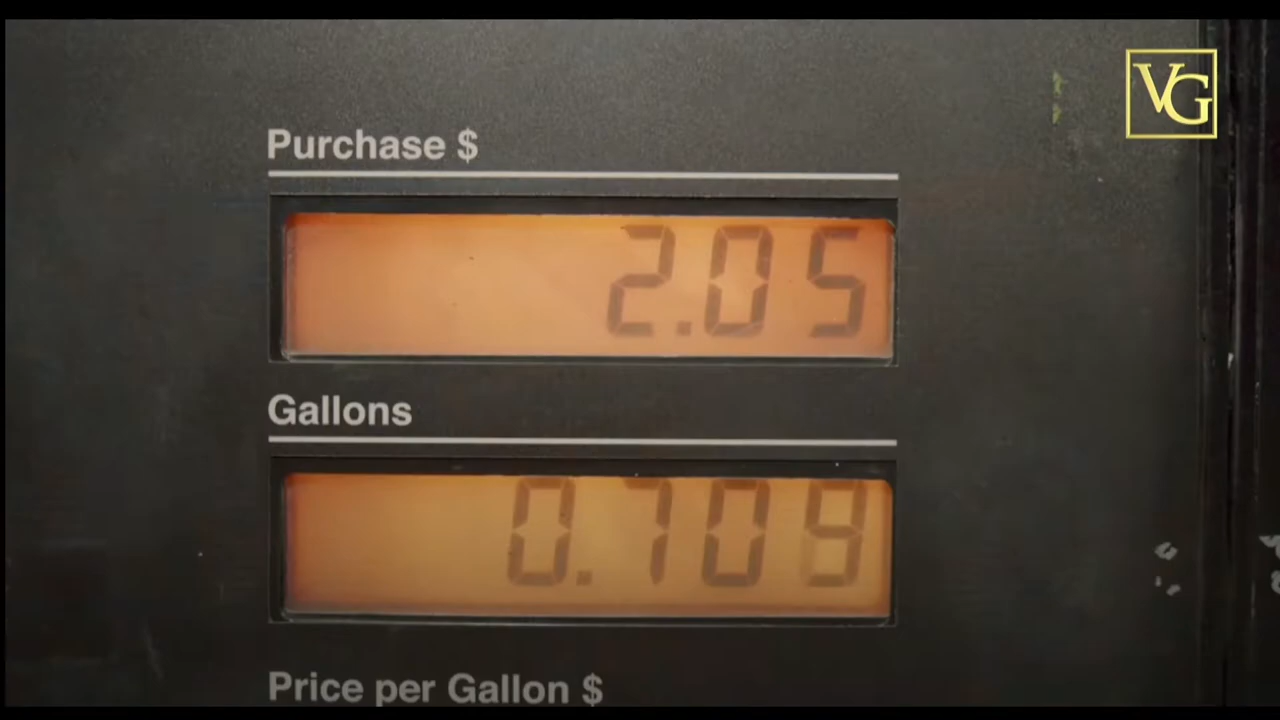 VG
Purchase $
2.05
Gallons
0.709
Price per Gallon $